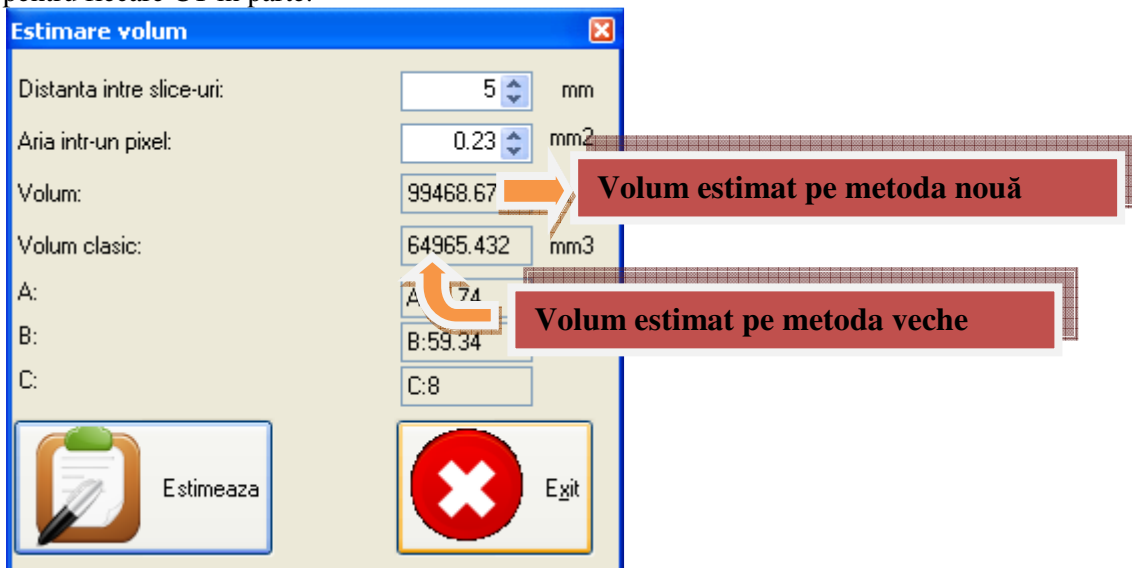 pentru fiecare CT în parte.
Estimare volum
Distanta intre slice-uri: 5 mm
Aria intr-un pixel: 0.23 mm2
Volum: 99468.67
Volum estimat pe metoda nouă
Volum clasic: 64965.432 mm3
A:
Volum estimat pe metoda veche
B: B:59.34
C: C:8
Estimeaza Exit